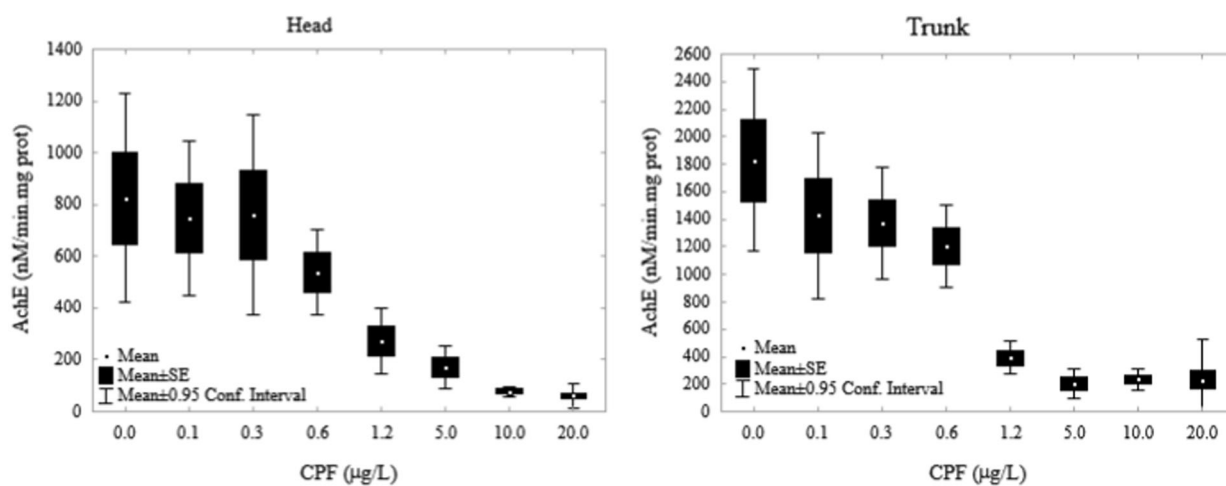 Head
1400
1200
1000
800
600
400
200
0
AchE (nM/min.mg prot)
Mean
Mean±SE
Mean±0.95 Conf. Interval
0.0 0.1 0.3 0.6 1.2 5.0 10.0 20.0
CPF (µg/L)
Trunk
2600
2400
2200
2000
1800
1600
1400
1200
1000
800
600
400
200
0
AchE (nM/min.mg prot)
Mean
Mean±SE
Mean±0.95 Conf. Interval
0.0 0.1 0.3 0.6 1.2 5.0 10.0 20.0
CPF (µg/L)